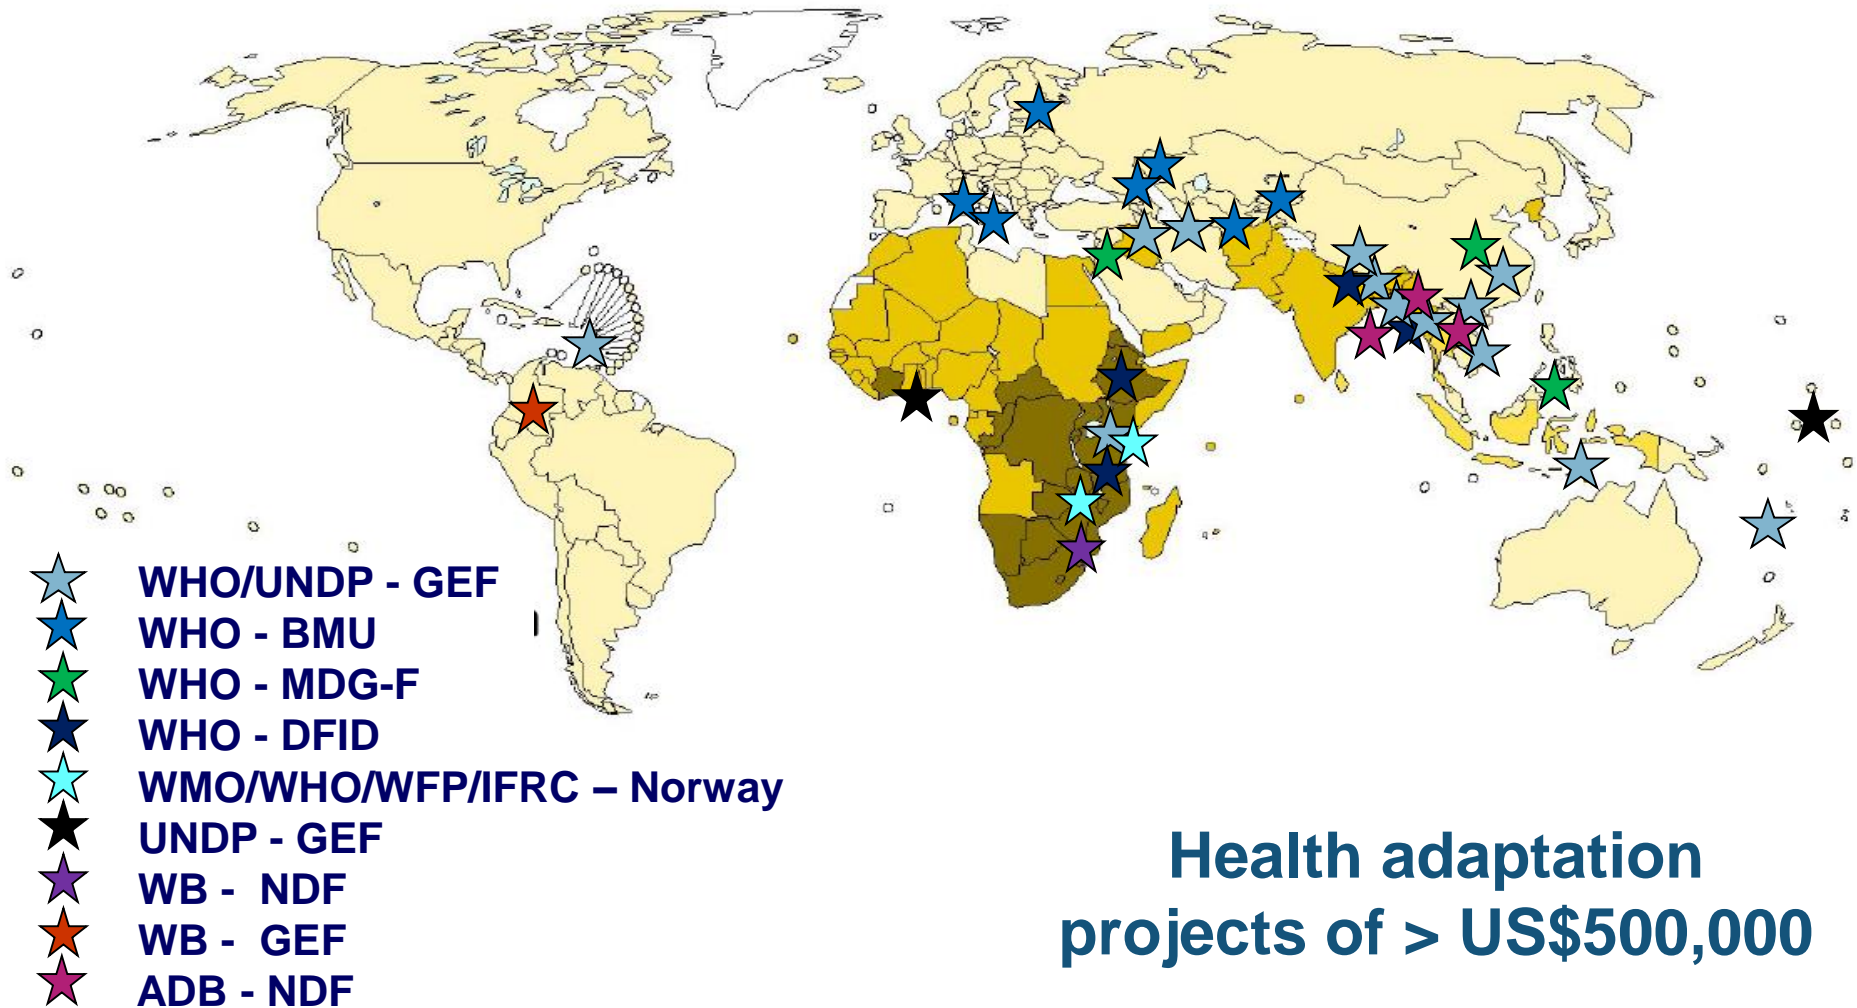 WHO/UNDP - GEF
WHO - BMU
WHO - MDG-F
WHO - DFID
WMO/WHO/WFP/IFRC – Norway
UNDP - GEF
WB - NDF
WB - GEF
ADB - NDF
Health adaptation
projects of > US$500,000